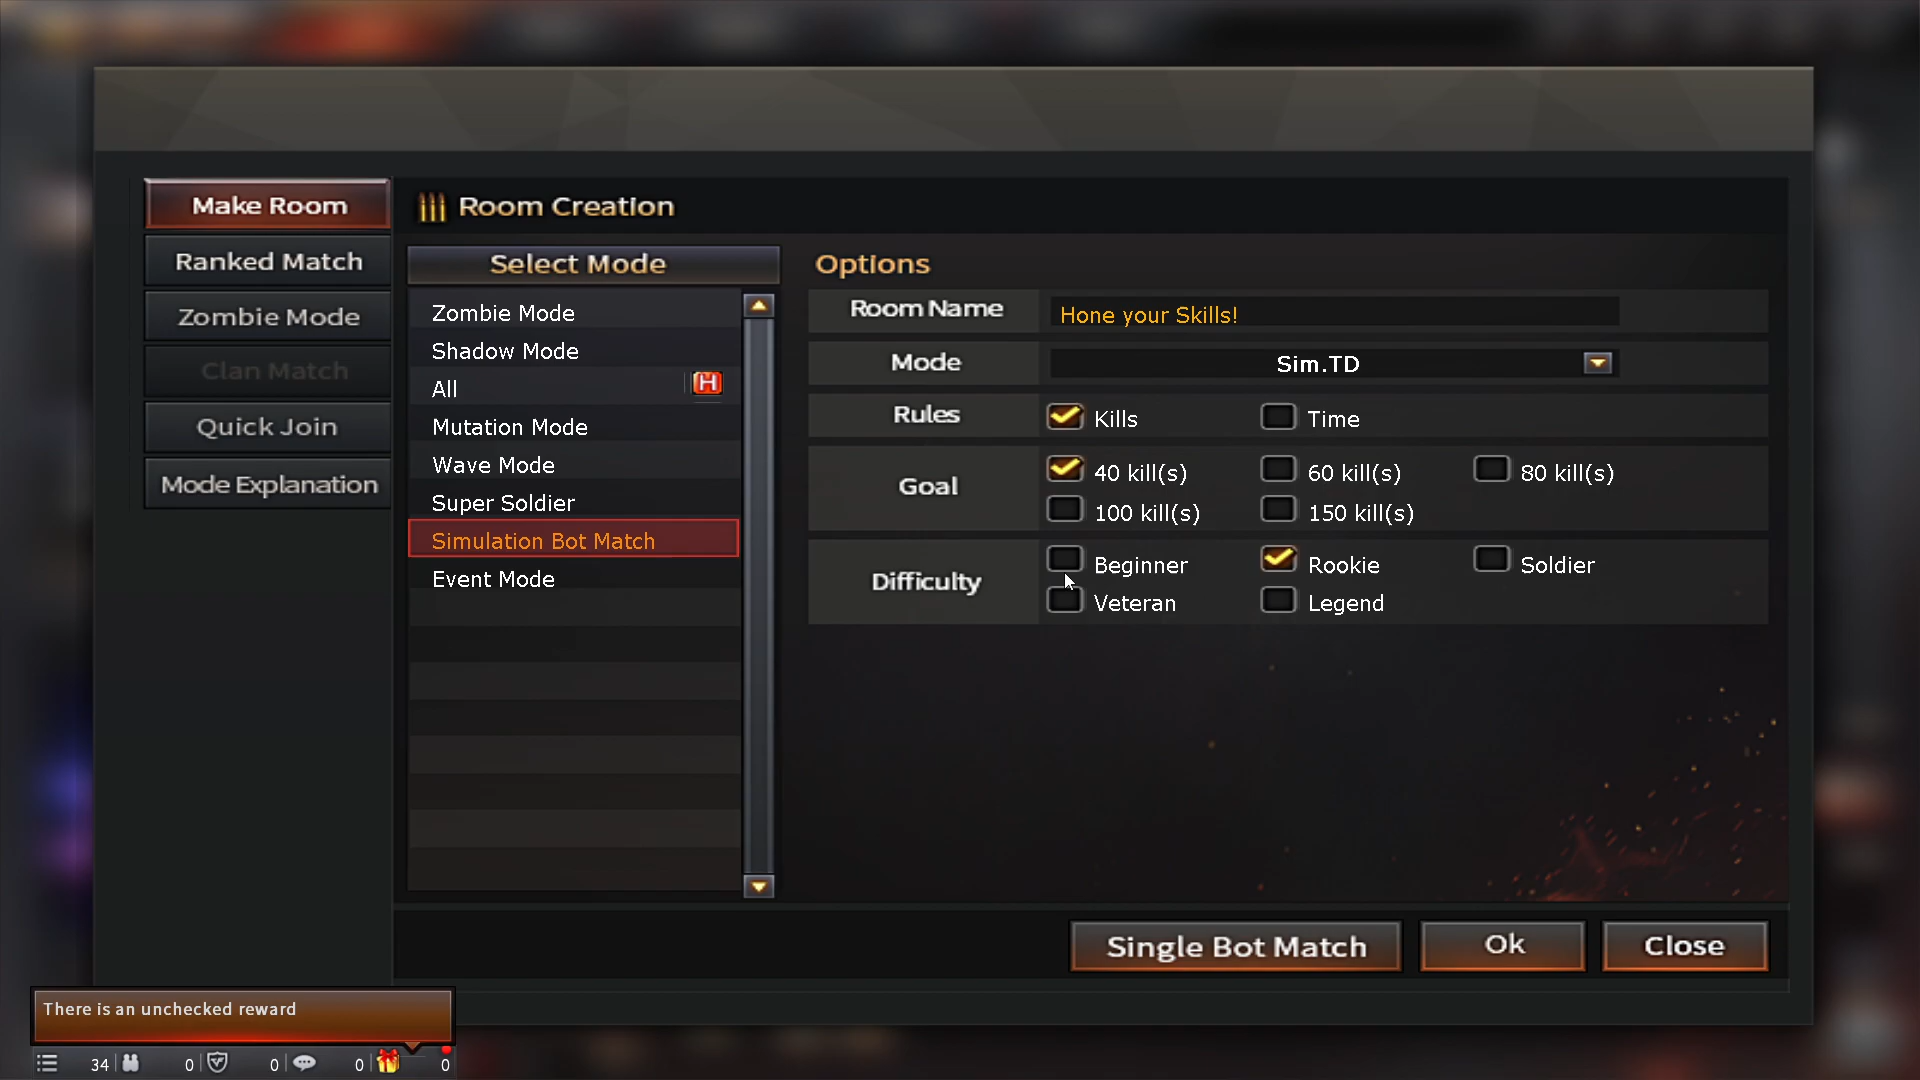 Make Room
Ranked Match
Zombie Mode
Clan Match
Quick Join
Mode Explanation
Room Creation
Select Mode
Zombie Mode
Shadow Mode
All H
Mutation Mode
Wave Mode
Super Soldier
Simulation Bot Match
Event Mode
Options
Room Name Hone your Skills!
Mode Sim.TD
Rules Kills Time
Goal 40 kill(s) 60 kill(s) 80 kill(s)
100 kill(s) 150 kill(s)
Difficulty Beginner Rookie Soldier
Veteran Legend
Single Bot Match Ok Close
There is an unchecked reward
34 0 0 0 0